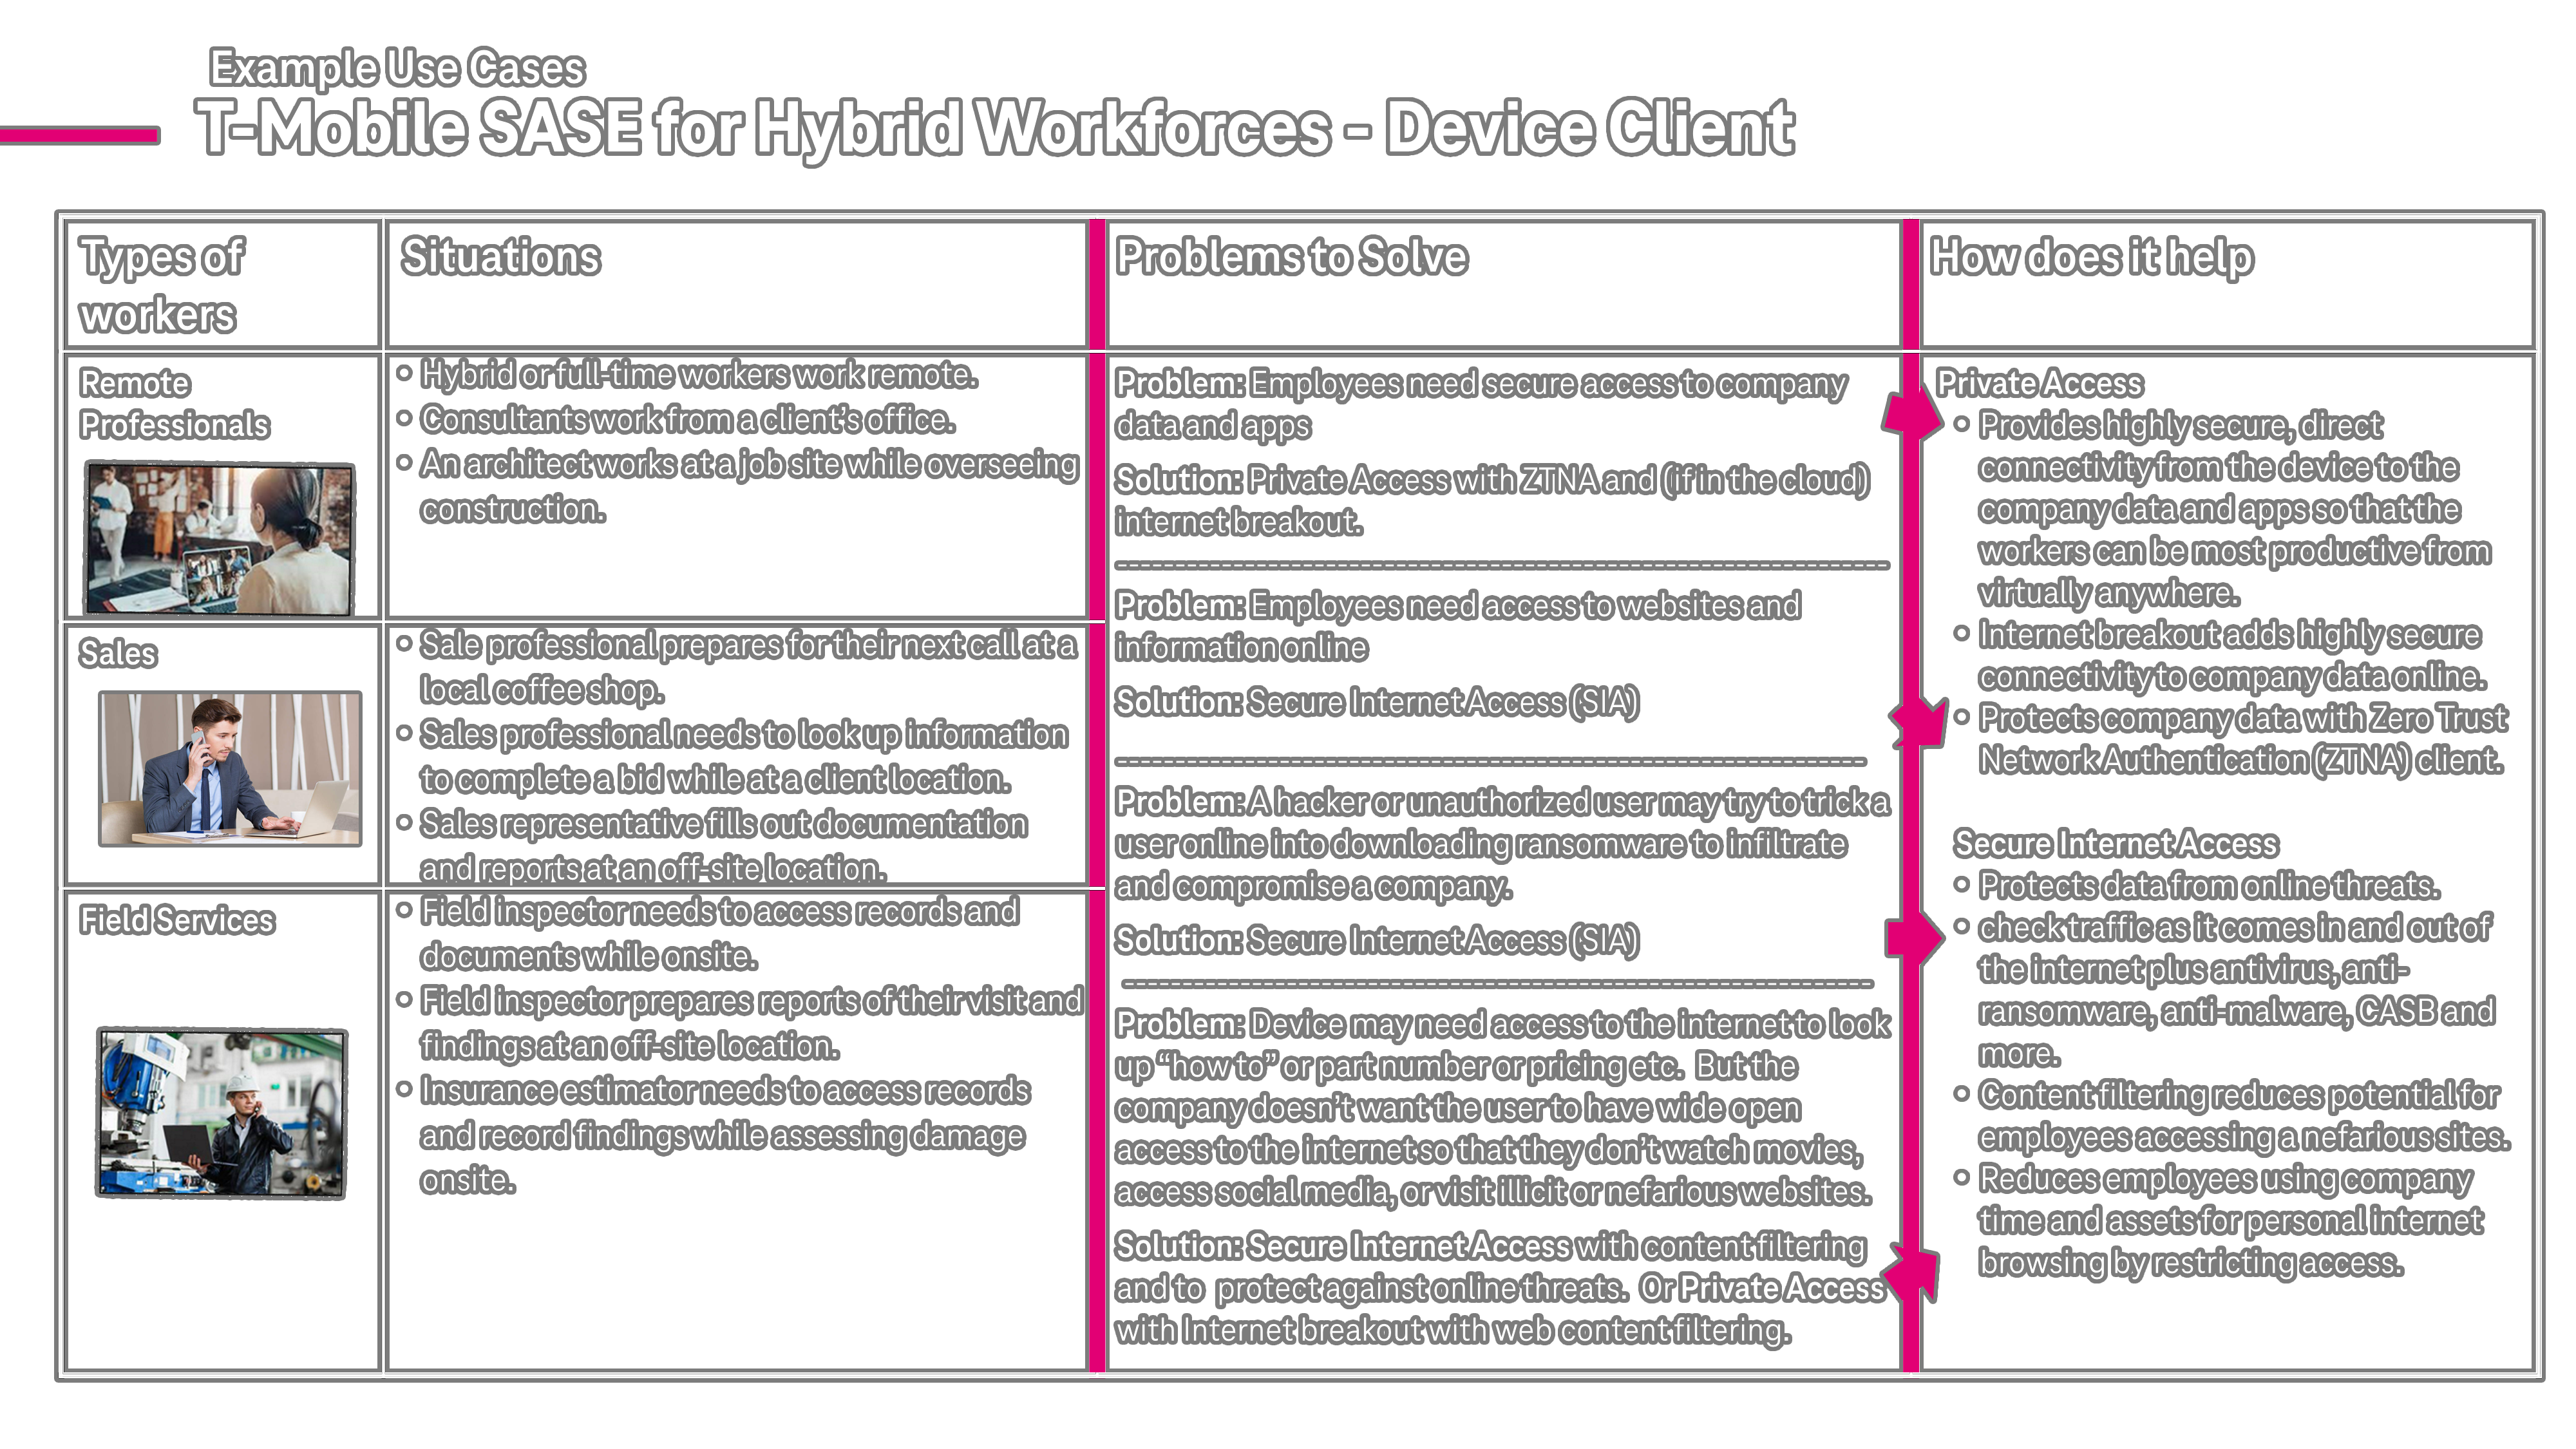 Example Use Cases
T-Mobile SASE for Hybrid Workforces - Device Client
Types of
workers
Situations
Problems to Solve
How does it help
Remote
Professionals
• Hybrid or full-time workers work remote.
• Consultants work from a client's office.
• An architect works at a job site while overseeing
construction.
Sales
• Sale professional prepares for their next call at a
local coffee shop.
• Sales professional needs to look up information
to complete a bid while at a client location.
• Sales representative fills out documentation
and reports at an off-site location.
Field Services
• Field inspector needs to access records and
documents while onsite.
• Field inspector prepares reports of their visit and
findings at an off-site location.
• Insurance estimator needs to access records
and record findings while assessing damage
onsite.
Problem: Employees need secure access to company
data and apps
Solution: Private Access with ZTNA and (if in the cloud)
internet breakout.
Problem: Employees need access to websites and
information online
Solution: Secure Internet Access (SIA)
Problem: A hacker or unauthorized user may try to trick a
user online into downloading ransomware to infiltrate
and compromise a company.
Solution: Secure Internet Access (SIA)
Problem: Device may need access to the internet to look
up “how to” or part number or pricing etc.  But the
company doesn't want the user to have wide open
access to the internet so that they don't watch movies,
access social media, or visit illicit or nefarious websites.
Solution: Secure Internet Access with content filtering
and to  protect against online threats.  Or Private Access
with Internet breakout with web content filtering.
Private Access
• Provides highly secure, direct
connectivity from the device to the
company data and apps so that the
workers can be most productive from
virtually anywhere.
• Internet breakout adds highly secure
connectivity to company data online.
• Protects company data with Zero Trust
Network Authentication (ZTNA) client.
Secure Internet Access
• Protects data from online threats.
• check traffic as it comes in and out of
the internet plus antivirus, anti-
ransomware, anti-malware, CASB and
more.
• Content filtering reduces potential for
employees accessing a nefarious sites.
• Reduces employees using company
time and assets for personal internet
browsing by restricting access.